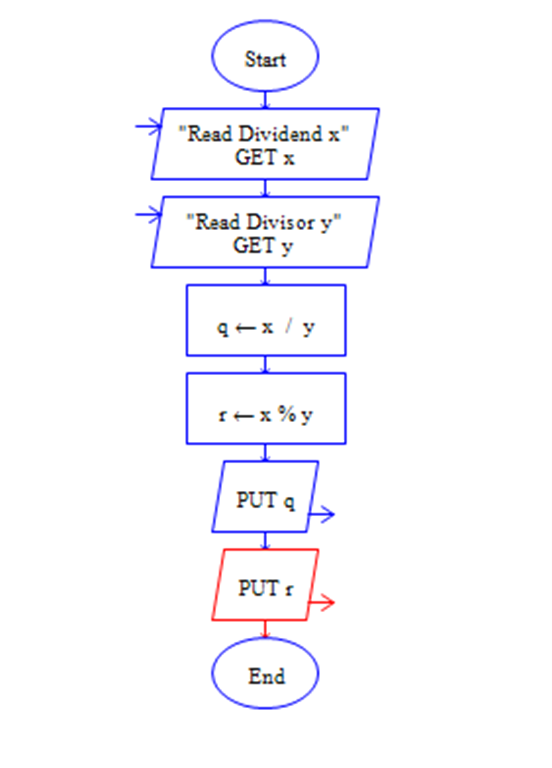 Start
"Read Dividend x"
GET x
"Read Divisor y"
GET y
q ← x / y
r ← x % y
PUT q
PUT r
End